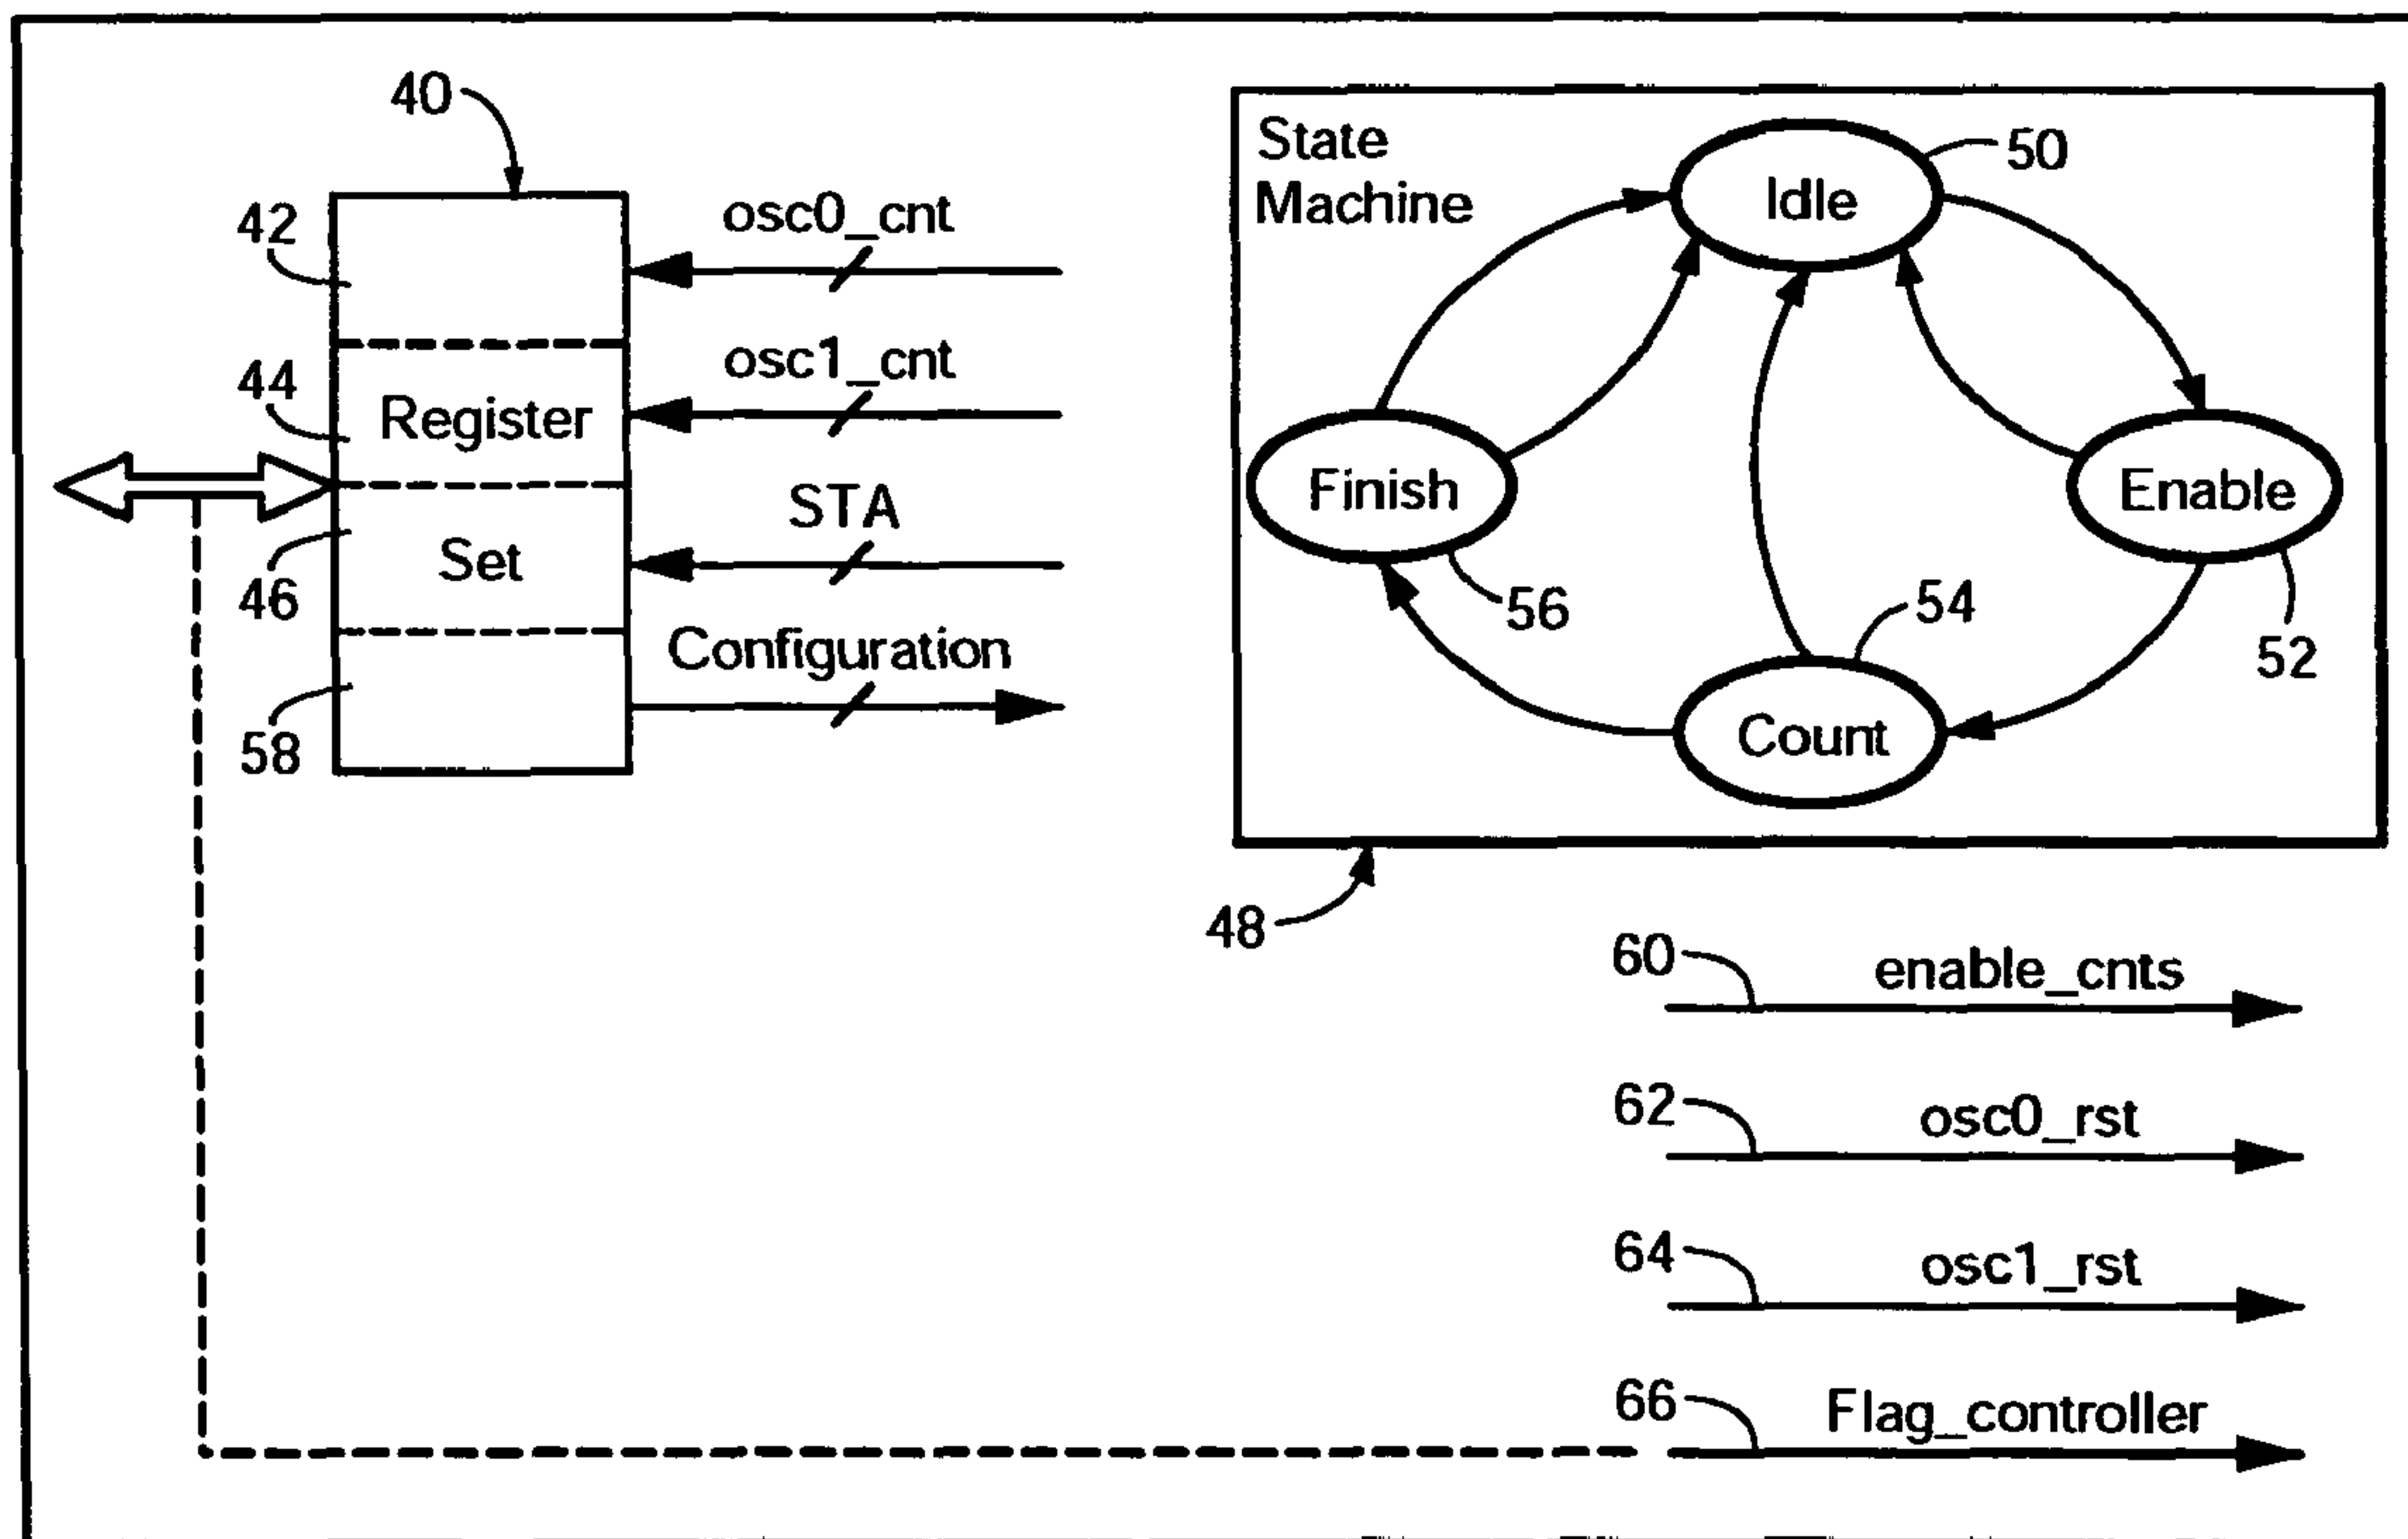 40
42
44
46
58
Register
Set
osc0_cnt
osc1_cnt
STA
Configuration
State
Machine
Idle
50
Finish
56
Enable
52
54
Count
48
60
enable_cnts
62
osc0_rst
64
osc1_rst
66
Flag_controller